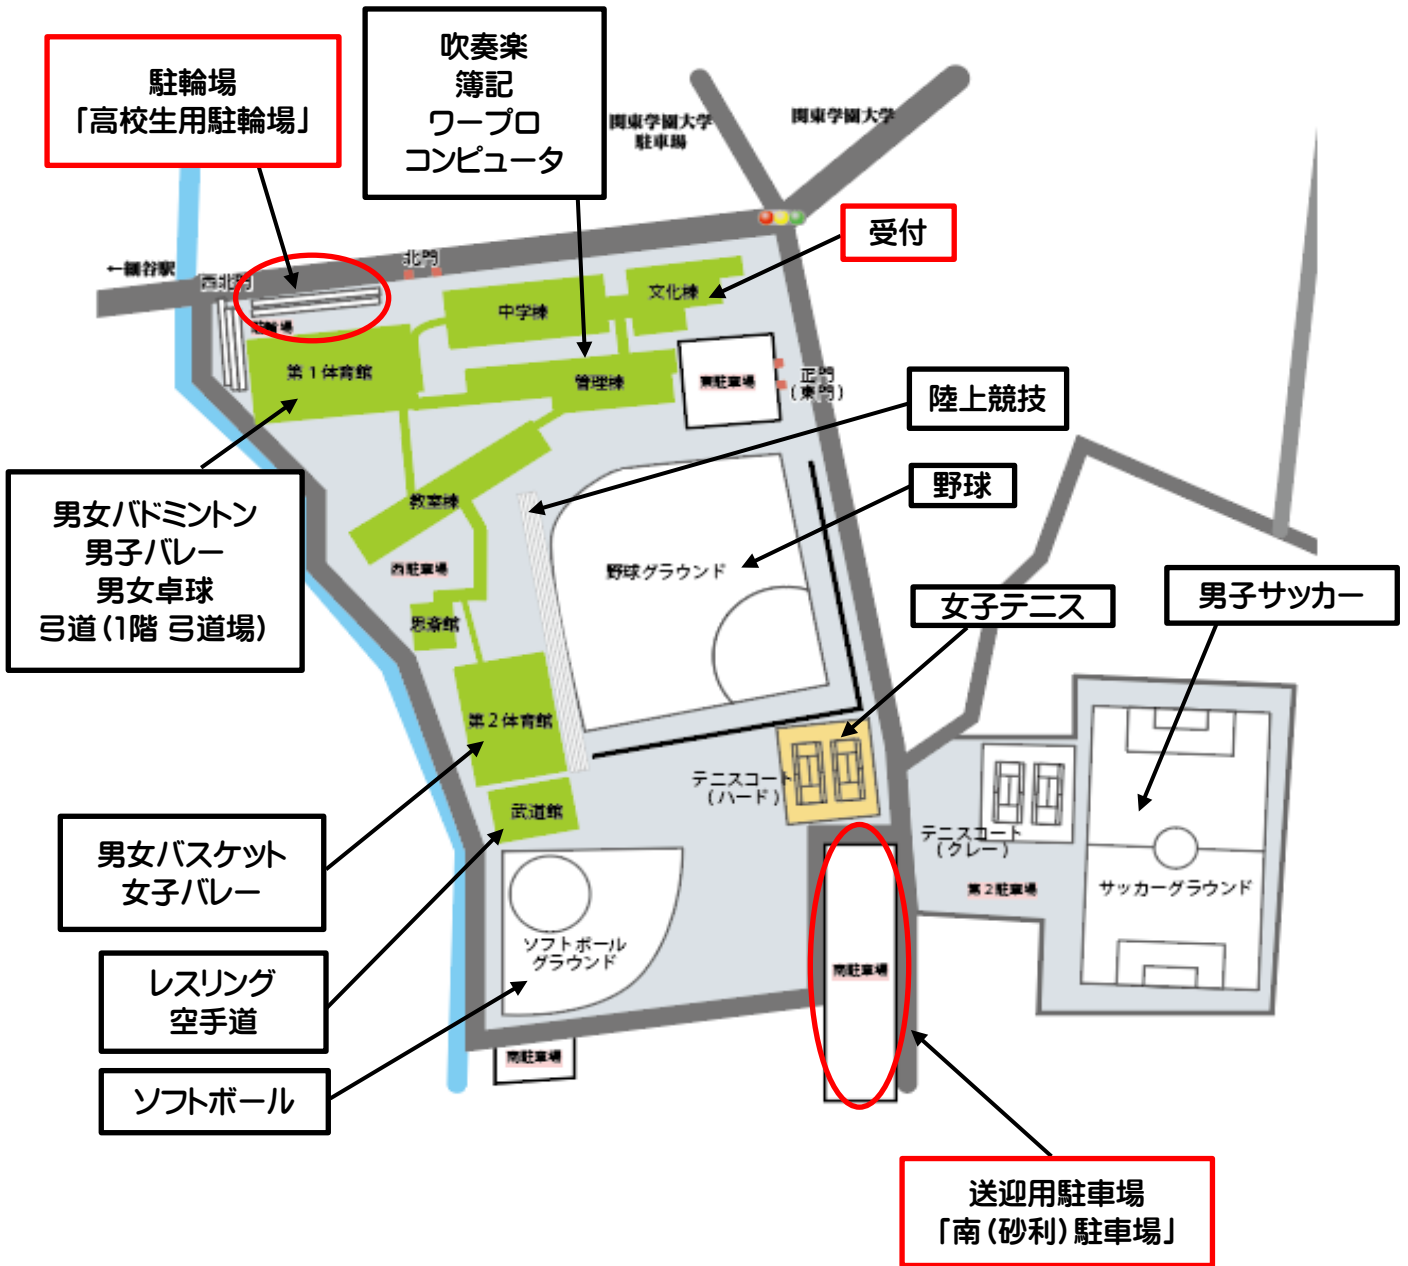 駐輪場
「高校生用駐輪場」
吹奏楽
簿記
ワープロ
コンピュータ
関東学園大学
駐車場
関東学園大学
受付
←細谷駅
西北門
北門
駐輪場
中学棟
文化棟
第1体育館
管理棟
東駐車場
正門
(東門)
陸上競技
野球
男女バドミントン
男子バレー
男女卓球
弓道(1階 弓道場)
教室棟
西駐車場
野球グラウンド
思斎館
女子テニス
男子サッカー
第2体育館
テニスコート
(ハード)
武道館
男女バスケット
女子バレー
テニスコート
(クレー)
第2駐車場
サッカーグラウンド
ソフトボール
グラウンド
南駐車場
レスリング
空手道
南駐車場
ソフトボール
送迎用駐車場
「南(砂利)駐車場」